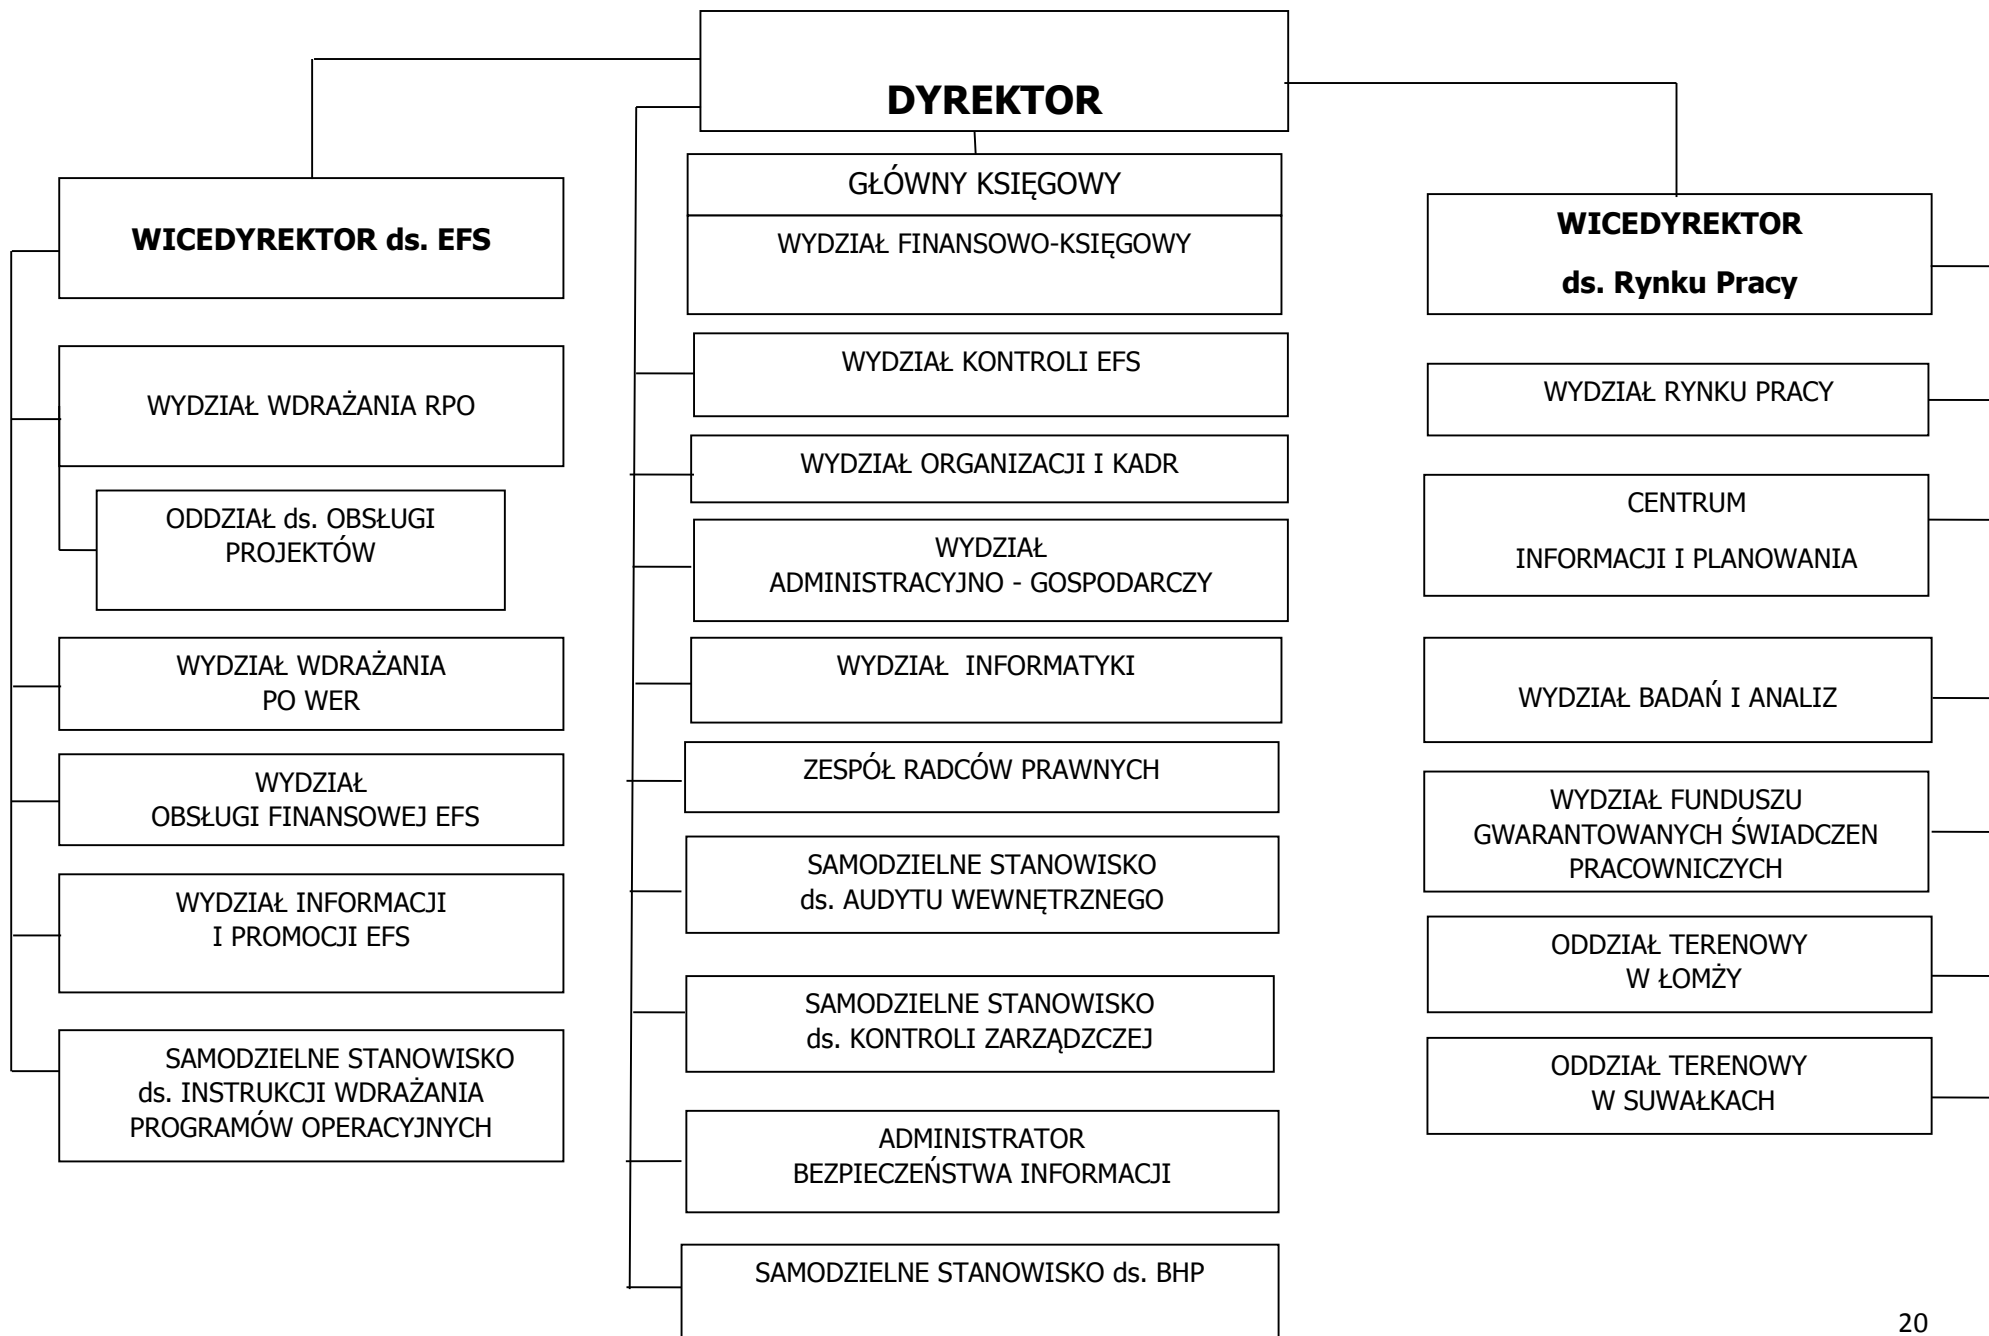 DYREKTOR
WICEDYREKTOR ds. EFS
WYDZIAŁ WDRAŻANIA RPO
ODDZIAŁ ds. OBSŁUGI
PROJEKTÓW
WYDZIAŁ WDRAŻANIA
PO WER
WYDZIAŁ
OBSŁUGI FINANSOWEJ EFS
WYDZIAŁ INFORMACJI
I PROMOCJI EFS
SAMODZIELNE STANOWISKO
ds. INSTRUKCJI WDRAŻANIA
PROGRAMÓW OPERACYJNYCH
GŁÓWNY KSIĘGOWY
WYDZIAŁ FINANSOWO-KSIĘGOWY
WYDZIAŁ KONTROLI EFS
WYDZIAŁ ORGANIZACJI I KADR
WYDZIAŁ
ADMINISTRACYJNO - GOSPODARCZY
WYDZIAŁ INFORMATYKI
ZESPÓŁ RADCÓW PRAWNYCH
SAMODZIELNE STANOWISKO
ds. AUDYTU WEWNĘTRZNEGO
SAMODZIELNE STANOWISKO
ds. KONTROLI ZARZĄDZCZEJ
ADMINISTRATOR
BEZPIECZEŃSTWA INFORMACJI
SAMODZIELNE STANOWISKO ds. BHP
WICEDYREKTOR
ds. Rynku Pracy
WYDZIAŁ RYNKU PRACY
CENTRUM
INFORMACJI I PLANOWANIA
WYDZIAŁ BADAŃ I ANALIZ
WYDZIAŁ FUNDUSZU
GWARANTOWANYCH ŚWIADCZEN
PRACOWNICZYCH
ODDZIAŁ TERENOWY
W ŁOMŻY
ODDZIAŁ TERENOWY
W SUWAŁKACH
20